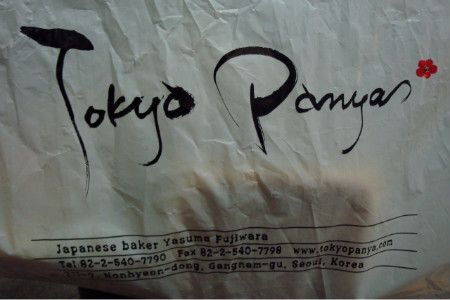 Tokyo Panya
Japanese baker Yasuma Fujiwara
Tel 82-2-540-7790 Fax 82-2-540-7798 www.tokyopanya.com
Nonhyeon-dong, Gangnam-gu, Seoul, Korea